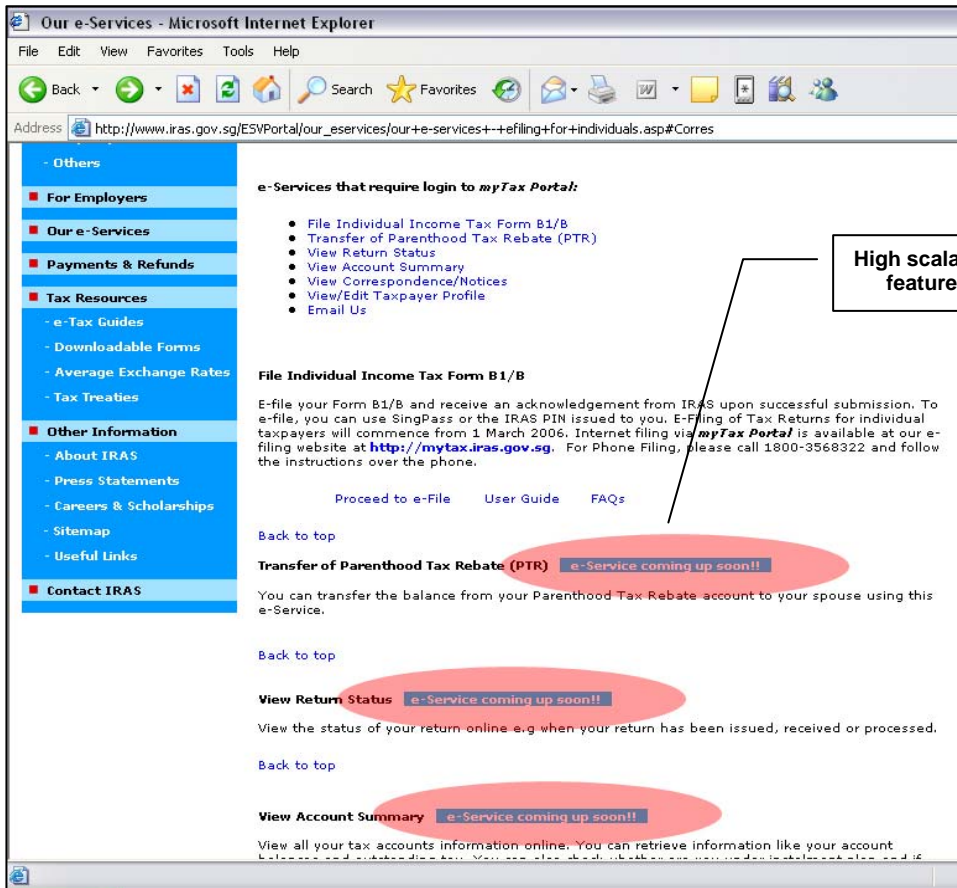 Our e-Services - Microsoft Internet Explorer
File Edit View Favorites Tools Help
Back Search Favorites
Address http://www.iras.gov.sg/ESVPortal/our_eservices/our+e-services+-+efiling+for+individuals.asp#Corres
- Others
For Employers
Our e-Services
Payments & Refunds
Tax Resources
- e-Tax Guides
- Downloadable Forms
- Average Exchange Rates
- Tax Treaties
Other Information
- About IRAS
- Press Statements
- Careers & Scholarships
- Sitemap
- Useful Links
Contact IRAS
e-Services that require login to myTax Portal:
File Individual Income Tax Form B1/B
Transfer of Parenthood Tax Rebate (PTR)
View Return Status
View Account Summary
View Correspondence/Notices
View/Edit Taxpayer Profile
Email Us
High scala
feature
File Individual Income Tax Form B1/B
E-file your Form B1/B and receive an acknowledgement from IRAS upon successful submission. To
e-file, you can use SingPass or the IRAS PIN issued to you. E-Filing of Tax Returns for individual
taxpayers will commence from 1 March 2006. Internet filing via myTax Portal is available at our e-
filing website at http://mytax.iras.gov.sg. For Phone Filing, please call 1800-3568322 and follow
the instructions over the phone.
Proceed to e-File User Guide FAQs
Back to top
Transfer of Parenthood Tax Rebate (PTR) e-Service coming up soon!!
You can transfer the balance from your Parenthood Tax Rebate account to your spouse using this
e-Service.
Back to top
View Return Status e-Service coming up soon!!
View the status of your return online e.g when your return has been issued, received or processed.
Back to top
View Account Summary e-Service coming up soon!!
View all your tax accounts information online. You can retrieve information like your account